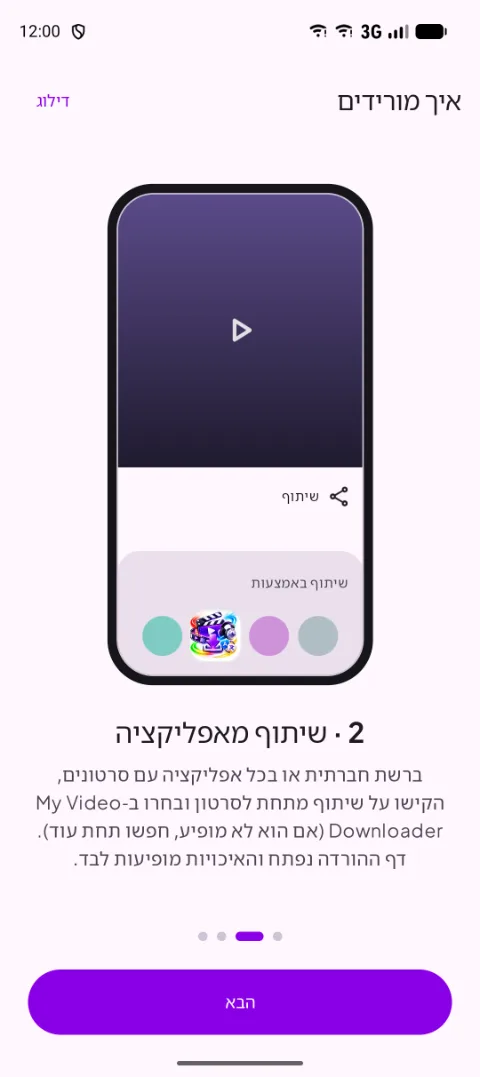 12:00
3G
איך מורידים
דילוג
שיתוף
שיתוף באמצעות
2 · שיתוף מאפליקציה
ברשת חברתית או בכל אפליקציה עם סרטונים,
הקישו על שיתוף מתחת לסרטון ובחרו ב-My Video
Downloader (אם הוא לא מופיע, חפשו תחת עוד).
דף ההורדה נפתח והאיכויות מופיעות לבד.
הבא